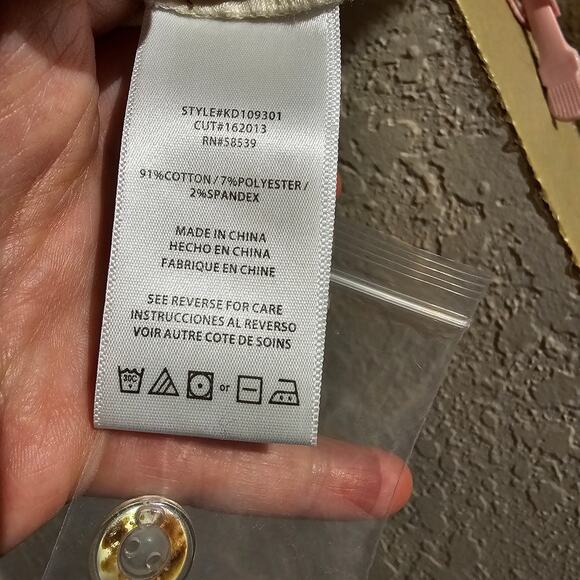 STYLE#KD109301
CUT#162013
RN#58539
91%COTTON / 7%POLYESTER /
2%SPANDEX
MADE IN CHINA
HECHO EN CHINA
FABRIQUE EN CHINE
SEE REVERSE FOR CARE
INSTRUCCIONES AL REVERSO
VOIR AUTRE COTE DE SOINS
30C or